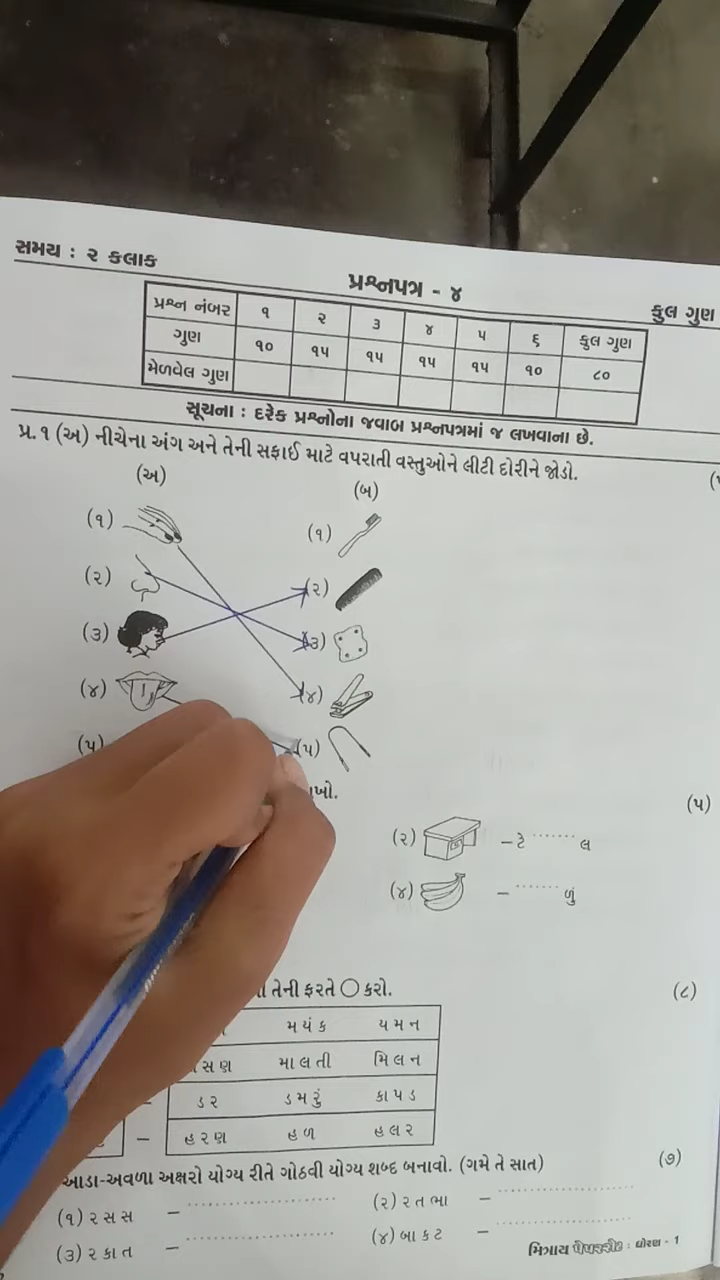 સમય : ૨ કલાક
પ્રશ્નપત્ર - ૪
કુલ ગુણ
પ્રશ્ન નંબર ૧ ૨ ૩ ૪ ૫ ૬ કુલ ગુણ
ગુણ ૧૦ ૧૫ ૧૫ ૧૫ ૧૫ ૧૦ ૮૦
મેળવેલ ગુણ
સૂચના : દરેક પ્રશ્નોના જવાબ પ્રશ્નપત્રમાં જ લખવાના છે.
પ્ર.૧ (અ) નીચેના અંગ અને તેની સફાઈ માટે વપરાતી વસ્તુઓને લીટી દોરીને જોડો.
(અ) (બ)
(૧) (૧)
(૨) (૨)
(૩) (૩)
(૪) (૪)
(૫) (૫)
(૫)
(૨) – ટે ....... લ
(૪) – ....... ળું
તેની ફરતે ○ કરો. (૮)
મયંક યમન
માલતી મિલન
– ડર ડમરું કાપડ
– હરણ હળ હલર
આડા-અવળા અક્ષરો યોગ્ય રીતે ગોઠવી યોગ્ય શબ્દ બનાવો. (ગમે તે સાત) (૭)
(૧) ર સ સ – .................... (૨) ર ત ભા – ....................
(૩) ર કા ત – .................... (૪) બા ક ટ – ....................
મિત્રાય પેપરસેટ : ધોરણ - 1